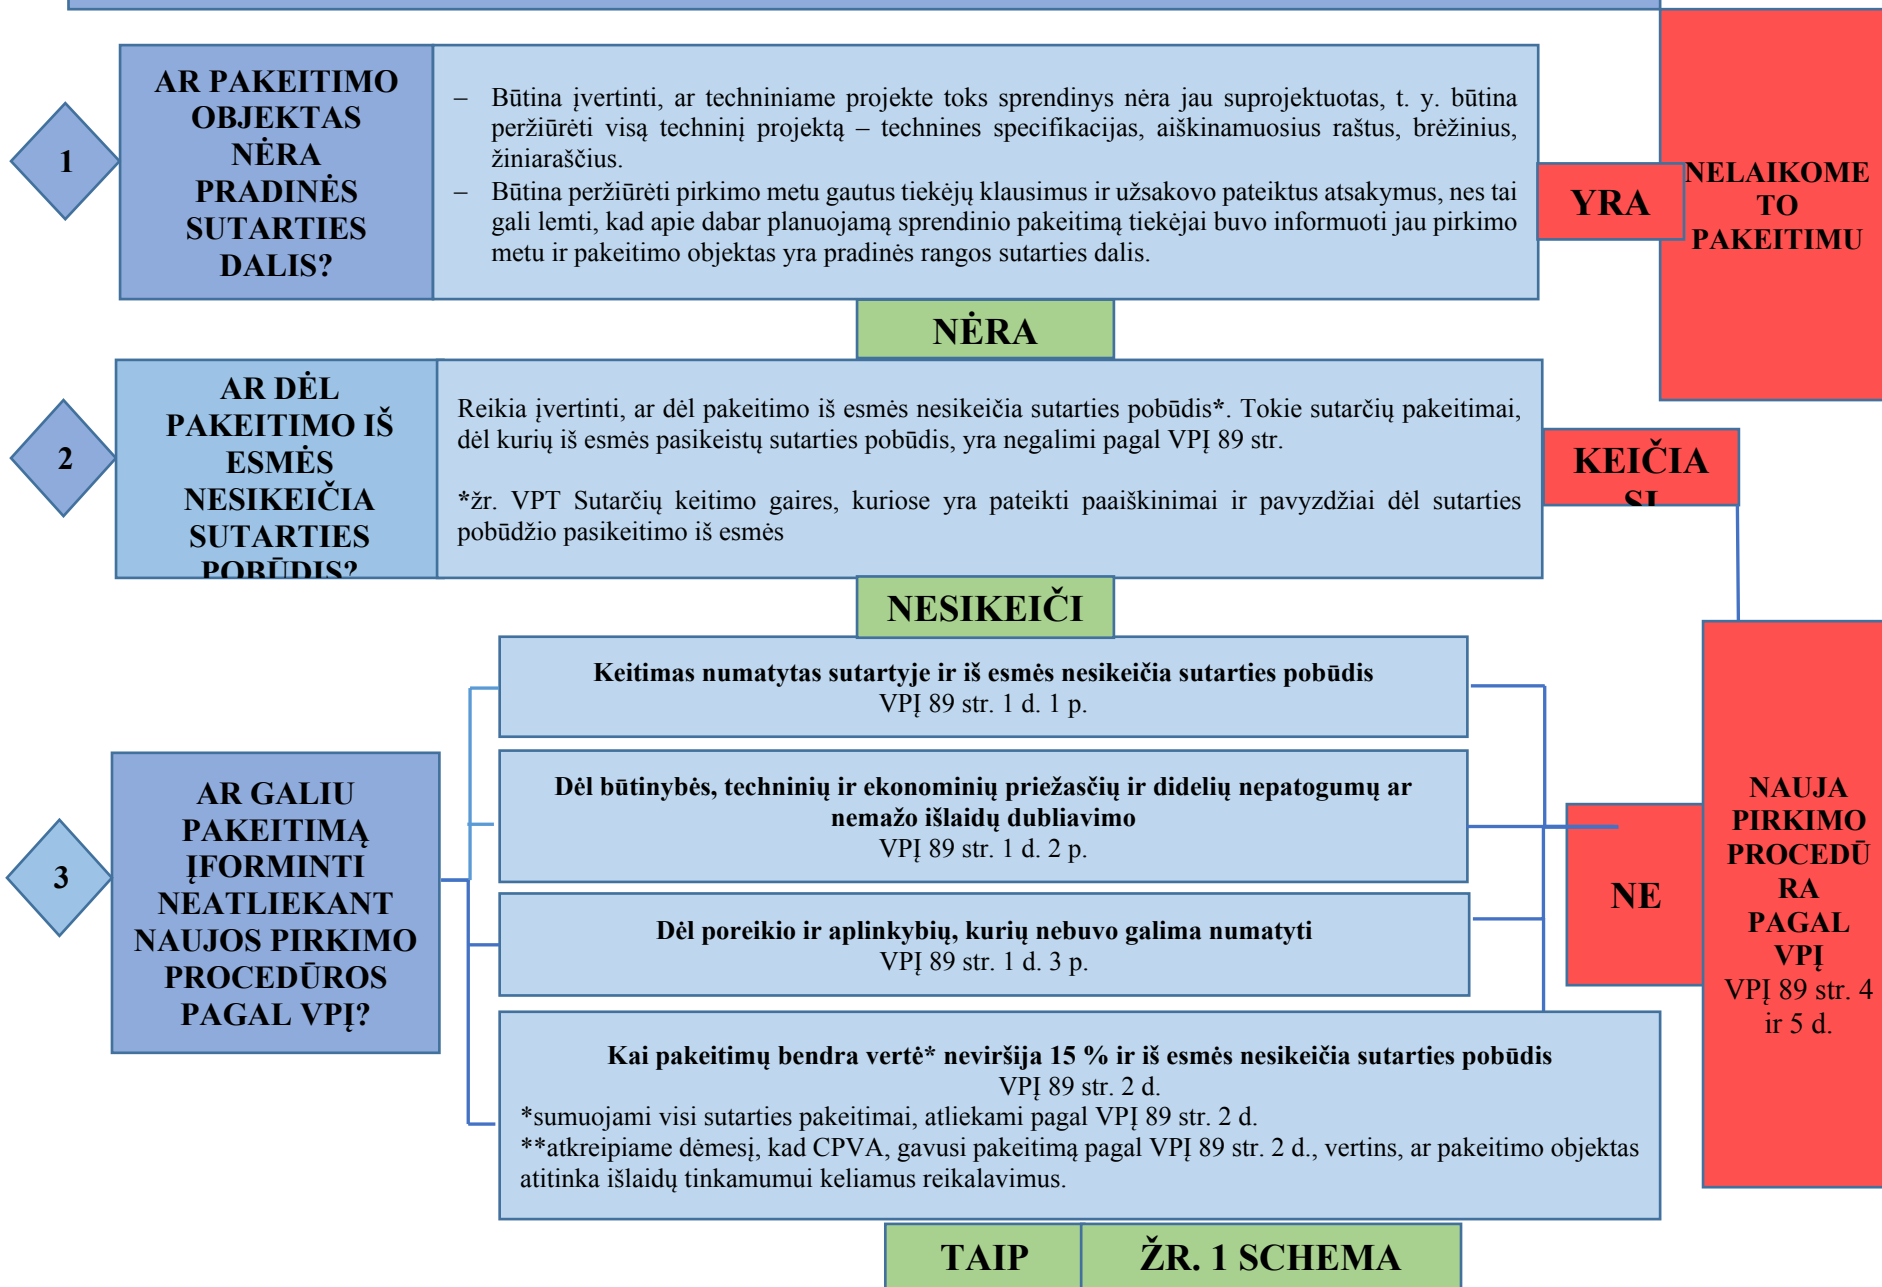 1
AR PAKEITIMO
OBJEKTAS
NĖRA
PRADINĖS
SUTARTIES
DALIS?
– Būtina įvertinti, ar techniniame projekte toks sprendinys nėra jau suprojektuotas, t. y. būtina
peržiūrėti visą techninį projektą – technines specifikacijas, aiškinamuosius raštus, brėžinius,
žiniaraščius.
– Būtina peržiūrėti pirkimo metu gautus tiekėjų klausimus ir užsakovo pateiktus atsakymus, nes tai
gali lemti, kad apie dabar planuojamą sprendinio pakeitimą tiekėjai buvo informuoti jau pirkimo
metu ir pakeitimo objektas yra pradinės rangos sutarties dalis.
YRA
NELAIKOME
TO
PAKEITIMU
NĖRA
2
AR DĖL
PAKEITIMO IŠ
ESMĖS
NESIKEIČIA
SUTARTIES
POBŪDIS?
Reikia įvertinti, ar dėl pakeitimo iš esmės nesikeičia sutarties pobūdis*. Tokie sutarčių pakeitimai,
dėl kurių iš esmės pasikeistų sutarties pobūdis, yra negalimi pagal VPĮ 89 str.
*žr. VPT Sutarčių keitimo gaires, kuriose yra pateikti paaiškinimai ir pavyzdžiai dėl sutarties
pobūdžio pasikeitimo iš esmės
KEIČIA
SI
NESIKEIČI
3
AR GALIU
PAKEITIMĄ
ĮFORMINTI
NEATLIEKANT
NAUJOS PIRKIMO
PROCEDŪROS
PAGAL VPĮ?
Keitimas numatytas sutartyje ir iš esmės nesikeičia sutarties pobūdis
VPĮ 89 str. 1 d. 1 p.
Dėl būtinybės, techninių ir ekonominių priežasčių ir didelių nepatogumų ar
nemažo išlaidų dubliavimo
VPĮ 89 str. 1 d. 2 p.
Dėl poreikio ir aplinkybių, kurių nebuvo galima numatyti
VPĮ 89 str. 1 d. 3 p.
Kai pakeitimų bendra vertė* neviršija 15 % ir iš esmės nesikeičia sutarties pobūdis
VPĮ 89 str. 2 d.
*sumuojami visi sutarties pakeitimai, atliekami pagal VPĮ 89 str. 2 d.
**atkreipiame dėmesį, kad CPVA, gavusi pakeitimą pagal VPĮ 89 str. 2 d., vertins, ar pakeitimo objektas
atitinka išlaidų tinkamumui keliamus reikalavimus.
NE
NAUJA
PIRKIMO
PROCEDŪ
RA
PAGAL
VPĮ
VPĮ 89 str. 4
ir 5 d.
TAIP
ŽR. 1 SCHEMA